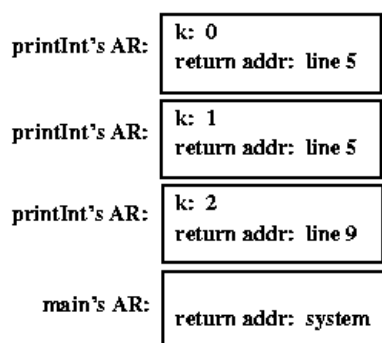 printInt's AR:
k: 0
return addr: line 5
printInt's AR:
k: 1
return addr: line 5
printInt's AR:
k: 2
return addr: line 9
main's AR:
return addr: system